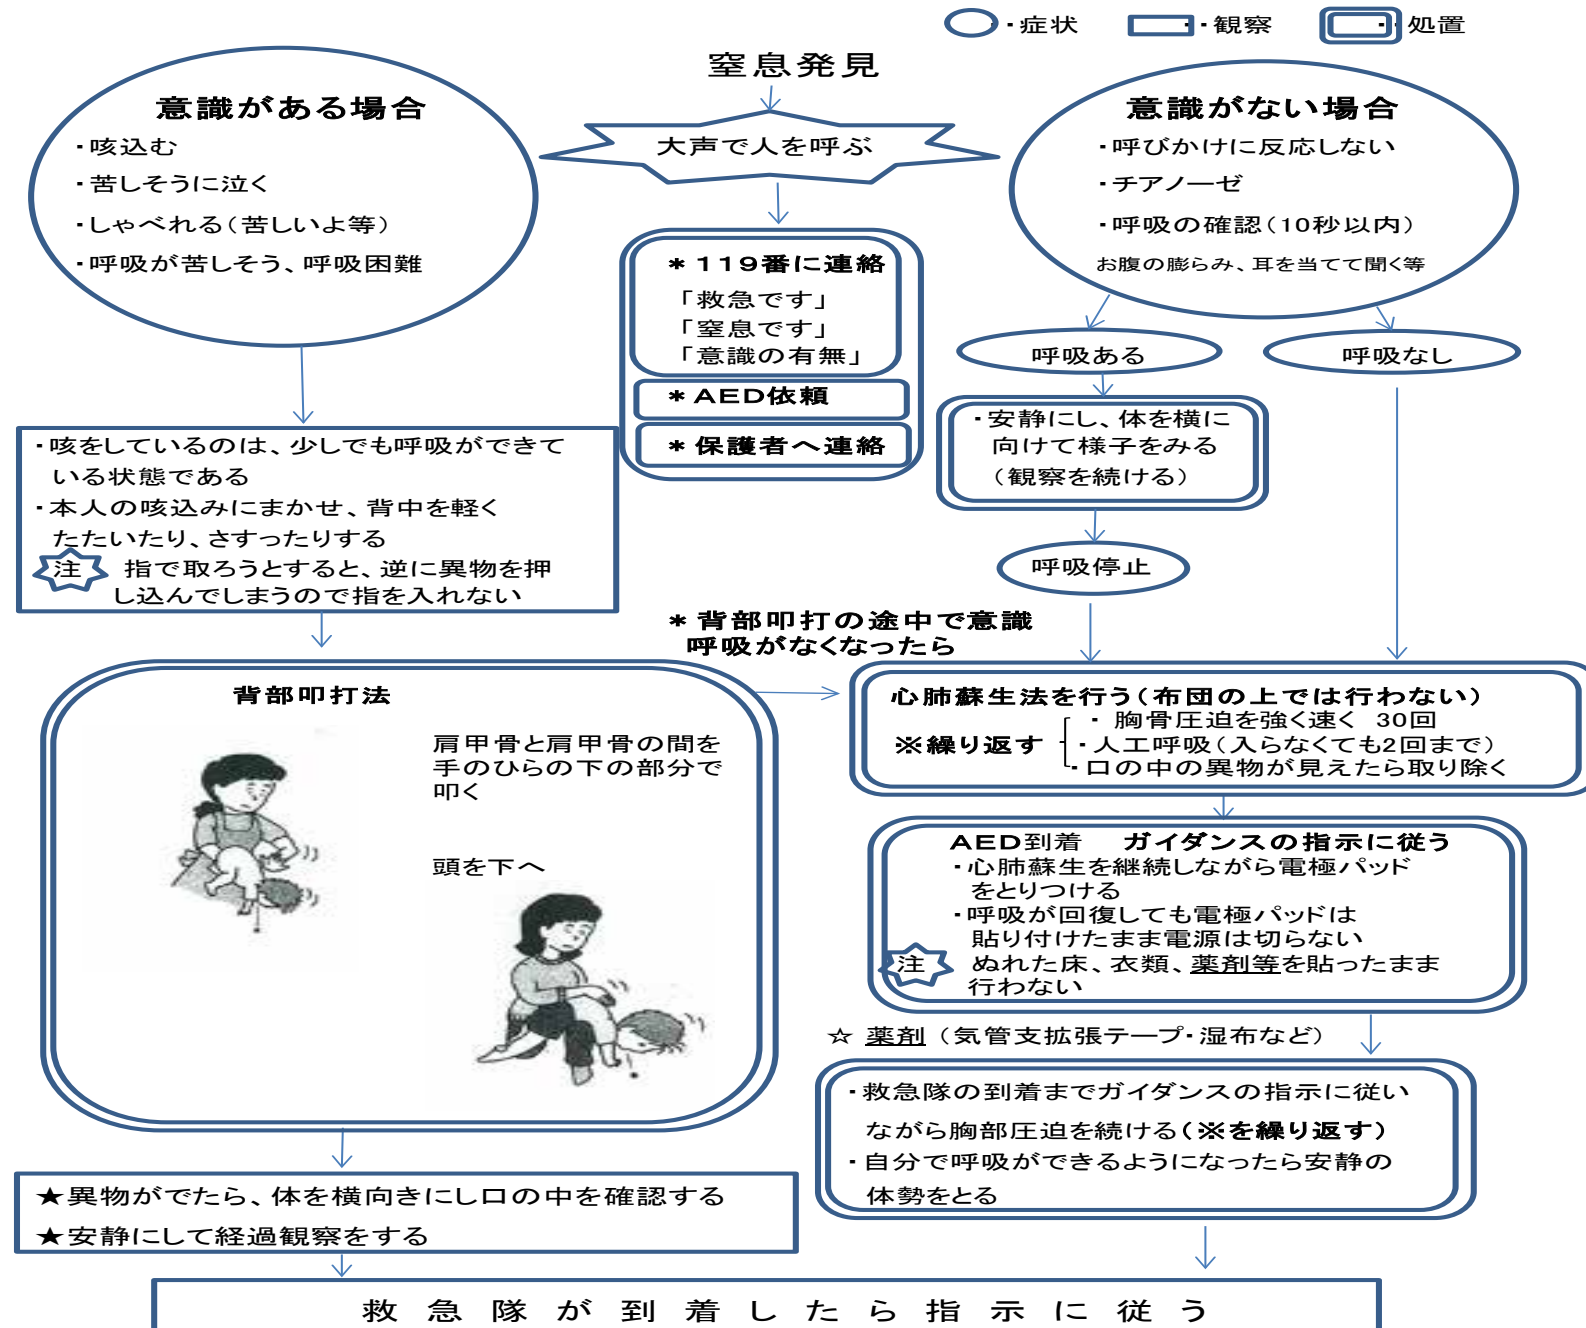 ・症状
・観察
・処置
窒息発見
大声で人を呼ぶ
意識がある場合
・咳込む
・苦しそうに泣く
・しゃべれる（苦しいよ等）
・呼吸が苦しそう、呼吸困難
意識がない場合
・呼びかけに反応しない
・チアノーゼ
・呼吸の確認（10秒以内）
お腹の膨らみ、耳を当てて聞く等
＊119番に連絡
「救急です」
「窒息です」
「意識の有無」
＊AED依頼
＊保護者へ連絡
呼吸ある
呼吸なし
・安静にし、体を横に
向けて様子をみる
（観察を続ける）
呼吸停止
・咳をしているのは、少しでも呼吸ができて
いる状態である
・本人の咳込みにまかせ、背中を軽く
たたいたり、さすったりする
注 指で取ろうとすると、逆に異物を押
し込んでしまうので指を入れない
＊背部叩打の途中で意識
呼吸がなくなったら
背部叩打法
肩甲骨と肩甲骨の間を
手のひらの下の部分で
叩く
頭を下へ
心肺蘇生法を行う（布団の上では行わない）
・ 胸骨圧迫を強く速く 30回
※繰り返す ・人工呼吸（入らなくても2回まで）
・口の中の異物が見えたら取り除く
AED到着 ガイダンスの指示に従う
・心肺蘇生を継続しながら電極パッド
をとりつける
・呼吸が回復しても電極パッドは
貼り付けたまま電源は切らない
注 ぬれた床、衣類、薬剤等を貼ったまま
行わない
☆ 薬剤（気管支拡張テープ・湿布など）
・救急隊の到着までガイダンスの指示に従い
ながら胸部圧迫を続ける（※を繰り返す）
・自分で呼吸ができるようになったら安静の
体勢をとる
★異物がでたら、体を横向きにし口の中を確認する
★安静にして経過観察をする
救急隊が到着したら指示に従う